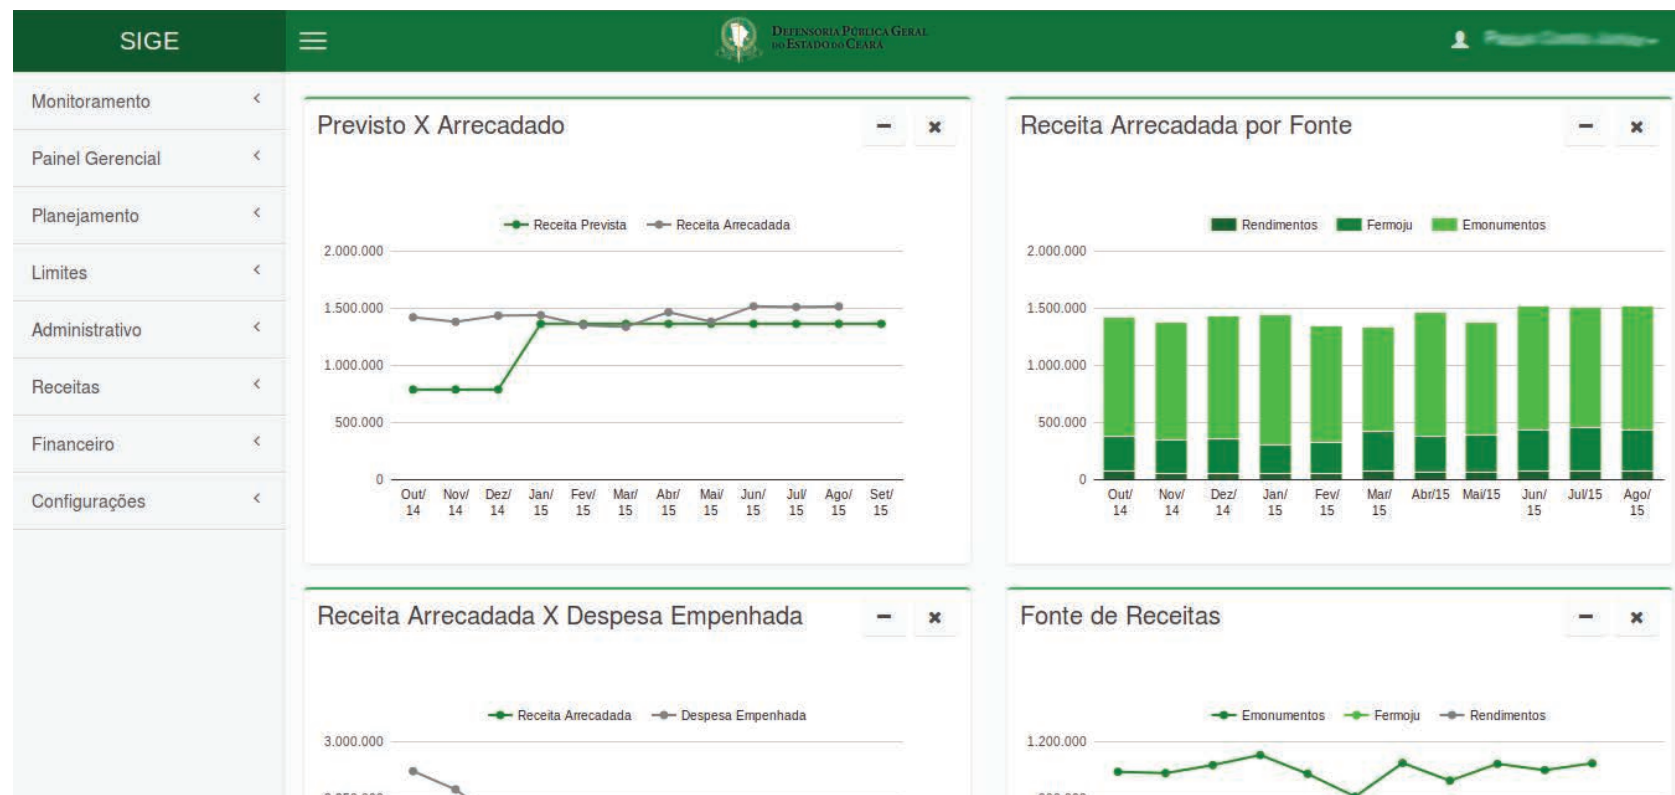 SIGE
DEFENSORIA PÚBLICA GERAL
DO ESTADO DO CEARÁ
Monitoramento
Painel Gerencial
Planejamento
Limites
Administrativo
Receitas
Financeiro
Configurações
Previsto X Arrecadado
Receita Prevista Receita Arrecadada
2.000.000
1.500.000
1.000.000
500.000
0
Out/ Nov/ Dez/ Jan/ Fev/ Mar/ Abr/ Mai/ Jun/ Jul/ Ago/ Set/
14 14 14 15 15 15 15 15 15 15 15 15
Receita Arrecadada por Fonte
Rendimentos Fermoju Emonumentos
2.000.000
1.500.000
1.000.000
500.000
0
Out/ Nov/ Dez/ Jan/ Fev/ Mar/ Abr/15 Mai/15 Jun/ Jul/15 Ago/
14 14 14 15 15 15 15 15
Receita Arrecadada X Despesa Empenhada
Receita Arrecadada Despesa Empenhada
3.000.000
Fonte de Receitas
Emonumentos Fermoju Rendimentos
1.200.000